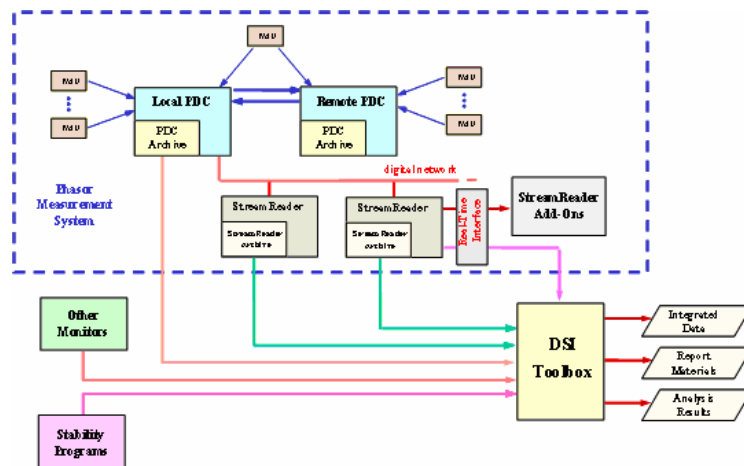 PMU
PMU
PMU
PMU
PMU
Local PDC
Remote PDC
PDC
Archive
PDC
Archive
digital network
Phasor
Measurement
System
StreamReader
StreamReader
archive
StreamReader
StreamReader
archive
Real-Time
Interface
StreamReader
Add-Ons
Other
Monitors
DSI
Toolbox
Integrated
Data
Report
Materials
Analysis
Results
Stability
Programs